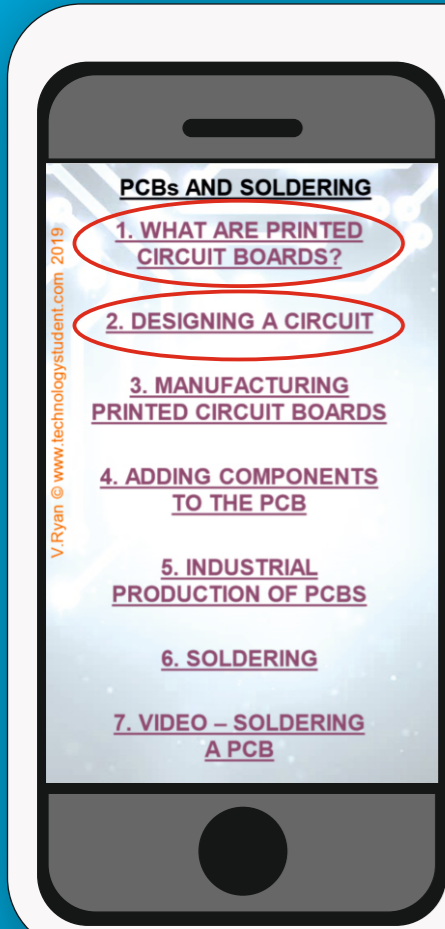 PCBs AND SOLDERING
1. WHAT ARE PRINTED
CIRCUIT BOARDS?
2. DESIGNING A CIRCUIT
3. MANUFACTURING
PRINTED CIRCUIT BOARDS
4. ADDING COMPONENTS
TO THE PCB
5. INDUSTRIAL
PRODUCTION OF PCBS
6. SOLDERING
7. VIDEO – SOLDERING
A PCB
V.Ryan © www.technologystudent.com 2019